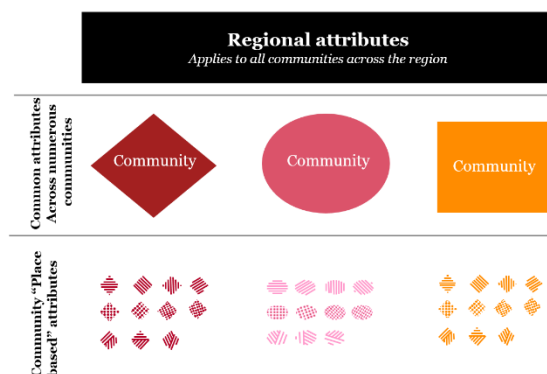 Regional attributes
Applies to all communities across the region
Common attributes
Across numerous
communities
Community
Community
Community
Community "Place
based" attributes